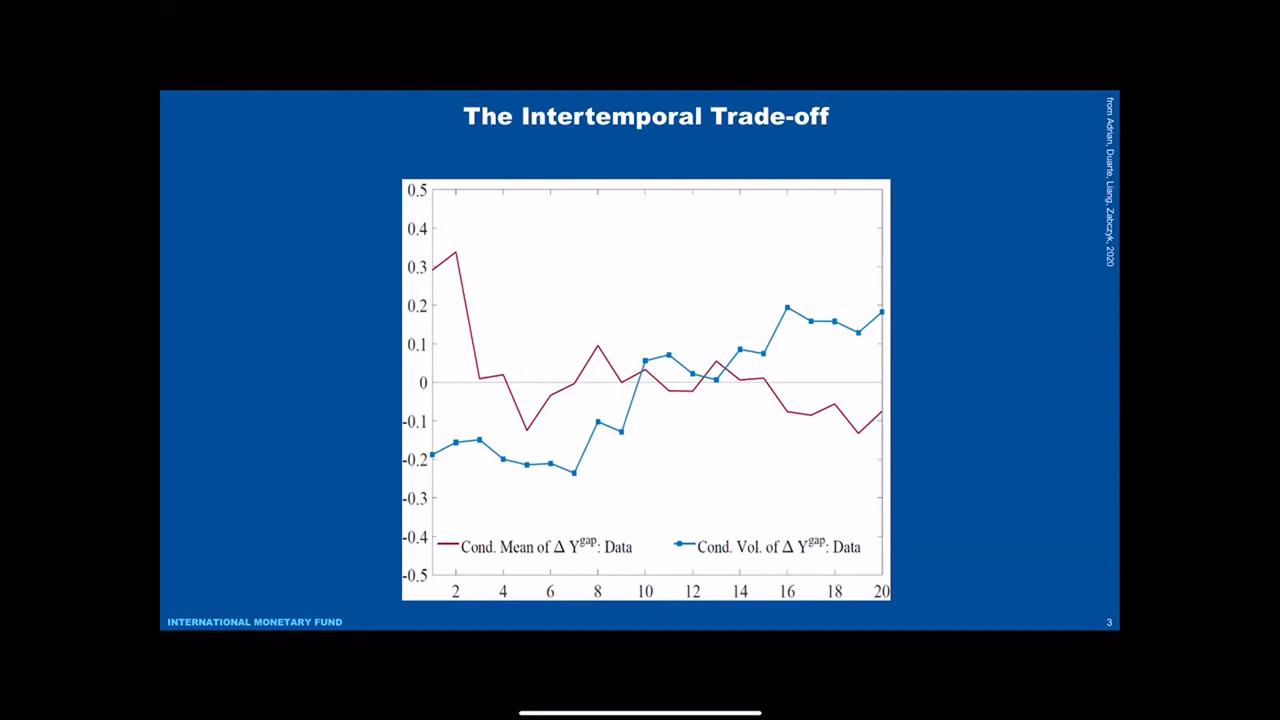 The Intertemporal Trade-off
from Adrian, Duarte, Liang, Zabczyk, 2020
0.5
0.4
0.3
0.2
0.1
0
-0.1
-0.2
-0.3
-0.4
-0.5
Cond. Mean of Δ Y^gap: Data
Cond. Vol. of Δ Y^gap: Data
2 4 6 8 10 12 14 16 18 20
INTERNATIONAL MONETARY FUND
3